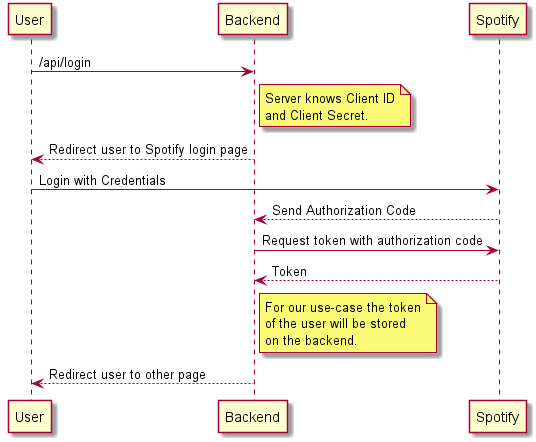 User
Backend
Spotify
/api/login
Server knows Client ID
and Client Secret.
Redirect user to Spotify login page
Login with Credentials
Send Authorization Code
Request token with authorization code
Token
For our use-case the token
of the user will be stored
on the backend.
Redirect user to other page
User
Backend
Spotify